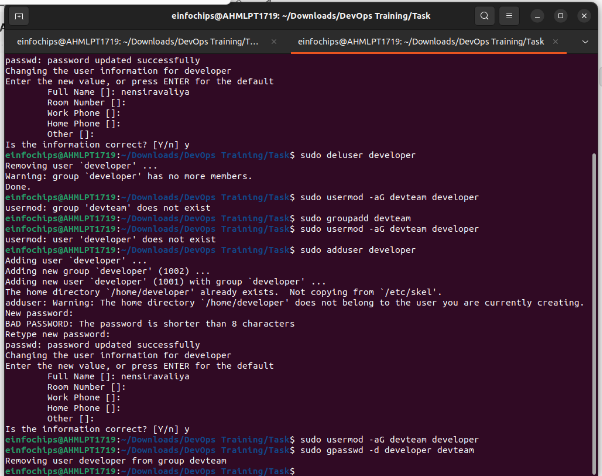 einfochips@AHMLPT1719: ~/Downloads/DevOps Training/Task
einfochips@AHMLPT1719: ~/Downloads/DevOps Training/T...
einfochips@AHMLPT1719: ~/Downloads/DevOps Training/Task
passwd: password updated successfully
Changing the user information for developer
Enter the new value, or press ENTER for the default
Full Name []: nensiravaliya
Room Number []:
Work Phone []:
Home Phone []:
Other []:
Is the information correct? [Y/n] y
einfochips@AHMLPT1719:~/Downloads/DevOps Training/Task$ sudo deluser developer
Removing user `developer' ...
Warning: group `developer' has no more members.
Done.
einfochips@AHMLPT1719:~/Downloads/DevOps Training/Task$ sudo usermod -aG devteam developer
usermod: group 'devteam' does not exist
einfochips@AHMLPT1719:~/Downloads/DevOps Training/Task$ sudo groupadd devteam
einfochips@AHMLPT1719:~/Downloads/DevOps Training/Task$ sudo usermod -aG devteam developer
usermod: user 'developer' does not exist
einfochips@AHMLPT1719:~/Downloads/DevOps Training/Task$ sudo adduser developer
Adding user `developer' ...
Adding new group `developer' (1002) ...
Adding new user `developer' (1001) with group `developer' ...
The home directory `/home/developer' already exists.  Not copying from `/etc/skel'.
adduser: Warning: The home directory `/home/developer' does not belong to the user you are currently creating.
New password:
BAD PASSWORD: The password is shorter than 8 characters
Retype new password:
passwd: password updated successfully
Changing the user information for developer
Enter the new value, or press ENTER for the default
Full Name []: nensiravaliya
Room Number []:
Work Phone []:
Home Phone []:
Other []:
Is the information correct? [Y/n] y
einfochips@AHMLPT1719:~/Downloads/DevOps Training/Task$ sudo usermod -aG devteam developer
einfochips@AHMLPT1719:~/Downloads/DevOps Training/Task$ sudo gpasswd -d developer devteam
Removing user developer from group devteam
einfochips@AHMLPT1719:~/Downloads/DevOps Training/Task$